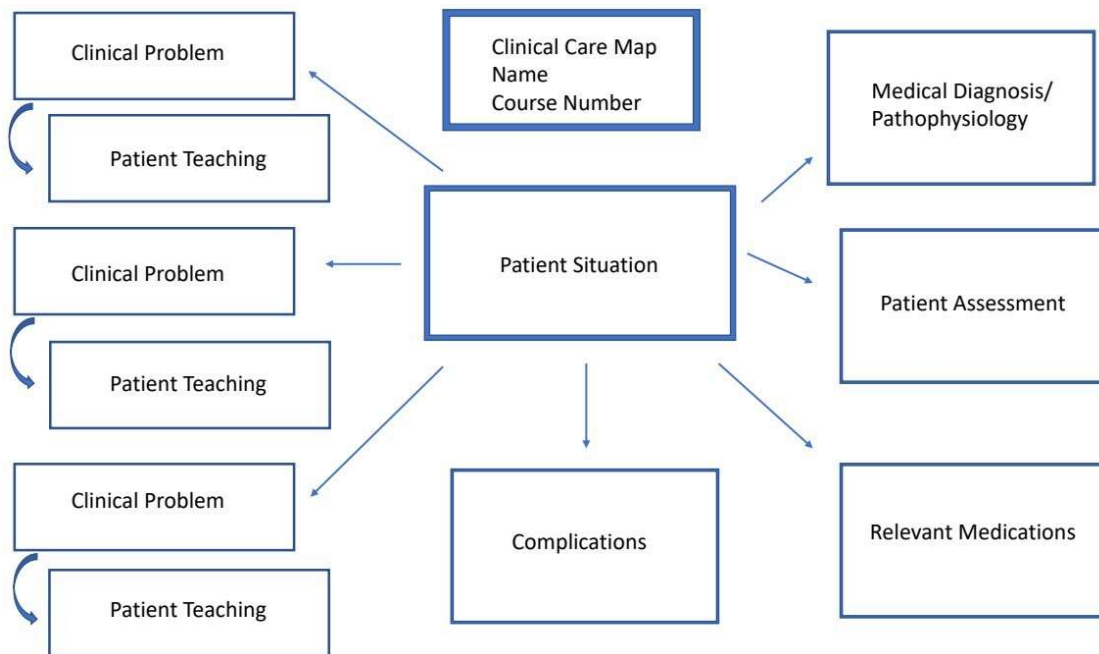 Clinical Problem
Patient Teaching
Clinical Care Map
Name
Course Number
Medical Diagnosis/
Pathophysiology
Clinical Problem
Patient Teaching
Patient Situation
Patient Assessment
Clinical Problem
Patient Teaching
Complications
Relevant Medications